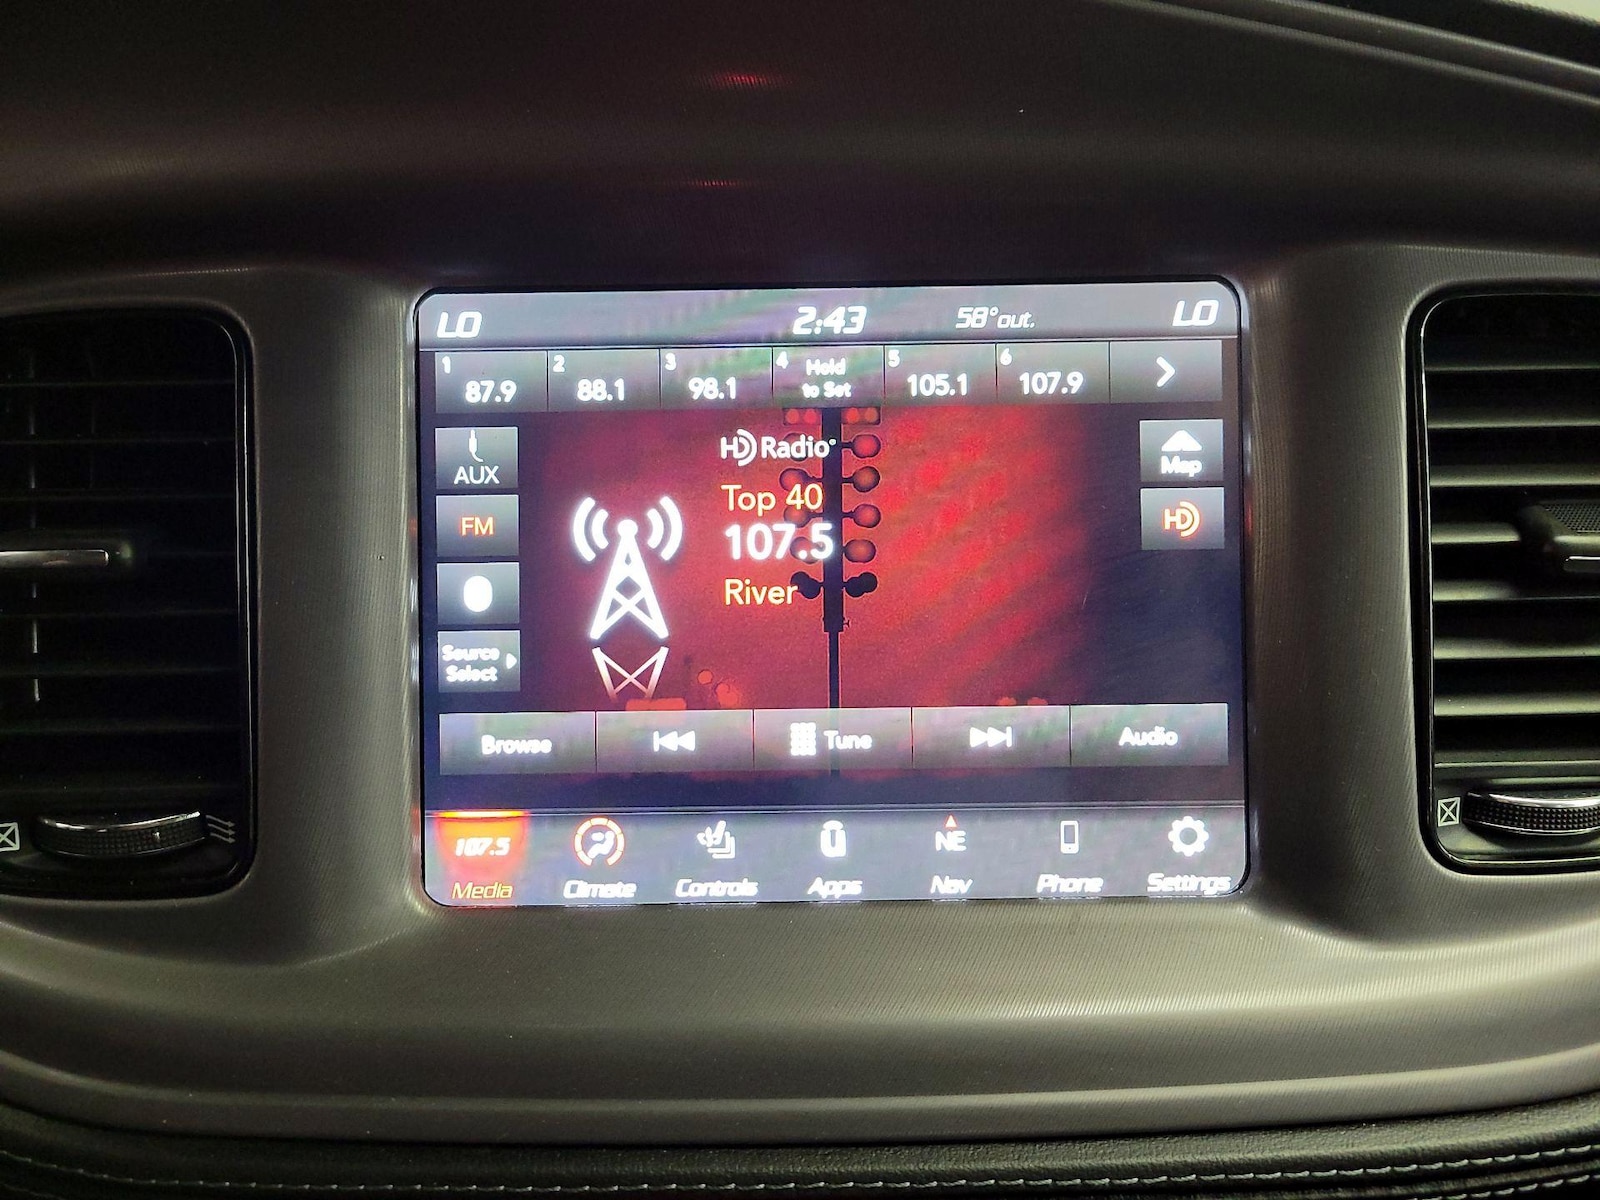 LO 2:43 58° out. LO
1 87.9 2 88.1 3 98.1 4 Hold to Set 5 105.1 6 107.9
AUX
FM
Source
Select
HD Radio
Top 40
107.5
River
Map
HD
Browse Tune Audio
107.5 NE
Media Climate Controls Apps Nav Phone Settings